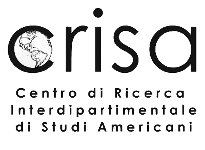 crisa
Centro di Ricerca
Interdipartimentale
di Studi Americani